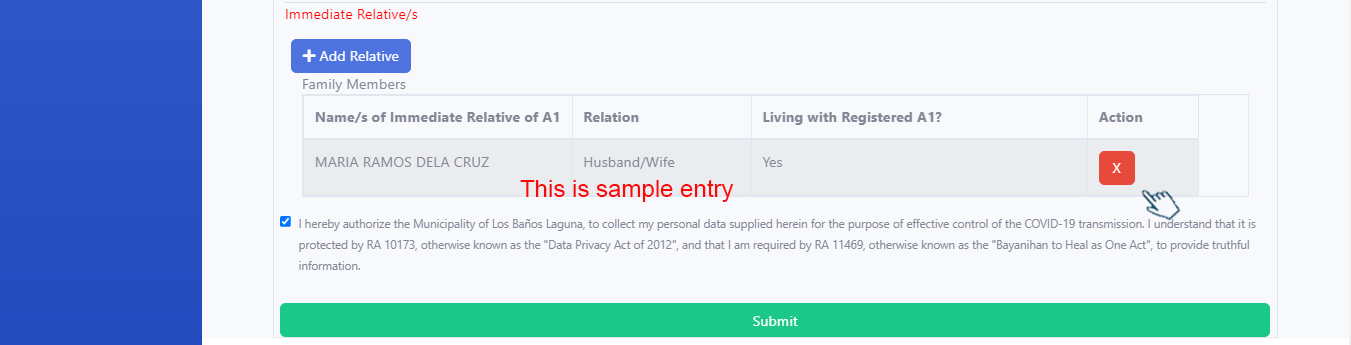 Immediate Relative/s
+ Add Relative
Family Members
Name/s of Immediate Relative of A1 Relation Living with Registered A1? Action
MARIA RAMOS DELA CRUZ Husband/Wife Yes X
This is sample entry
I hereby authorize the Municipality of Los Baños Laguna, to collect my personal data supplied herein for the purpose of effective control of the COVID-19 transmission. I understand that it is
protected by RA 10173, otherwise known as the "Data Privacy Act of 2012", and that I am required by RA 11469, otherwise known as the "Bayanihan to Heal as One Act", to provide truthful
information.
Submit